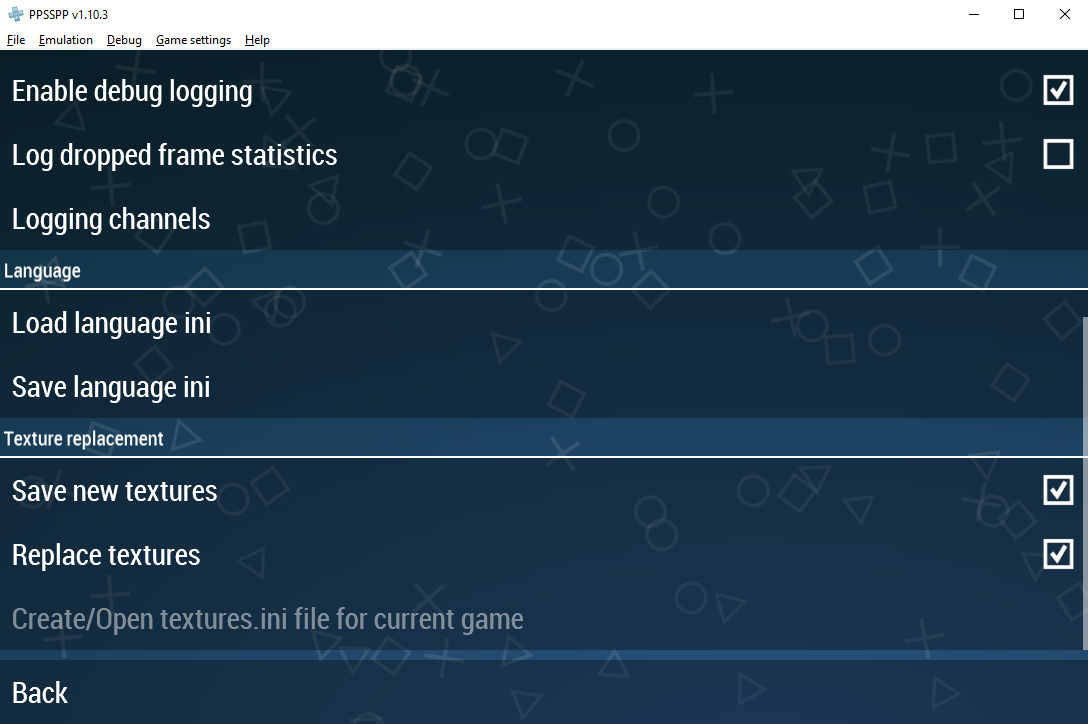 PPSSPP v1.10.3
File Emulation Debug Game settings Help
Enable debug logging
Log dropped frame statistics
Logging channels
Language
Load language ini
Save language ini
Texture replacement
Save new textures
Replace textures
Create/Open textures.ini file for current game
Back